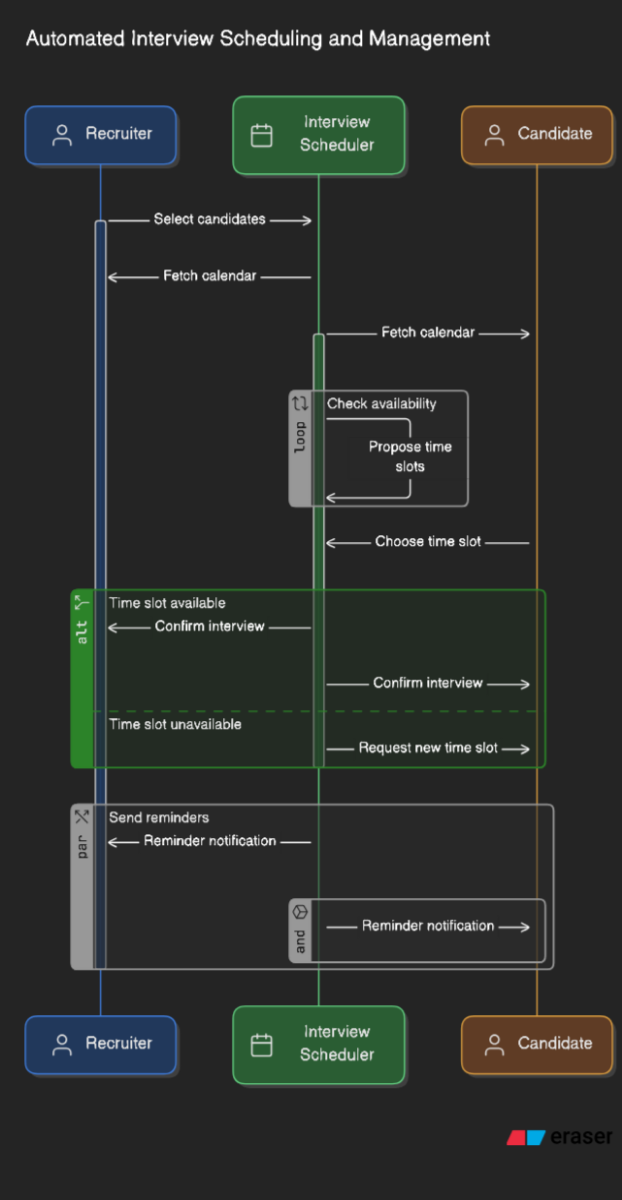 Automated Interview Scheduling and Management
Recruiter
Interview
Scheduler
Candidate
Select candidates
Fetch calendar
Fetch calendar
loop
Check availability
Propose time
slots
Choose time slot
alt
Time slot available
Confirm interview
Confirm interview
Time slot unavailable
Request new time slot
par
Send reminders
Reminder notification
and
Reminder notification
Recruiter
Interview
Scheduler
Candidate
eraser